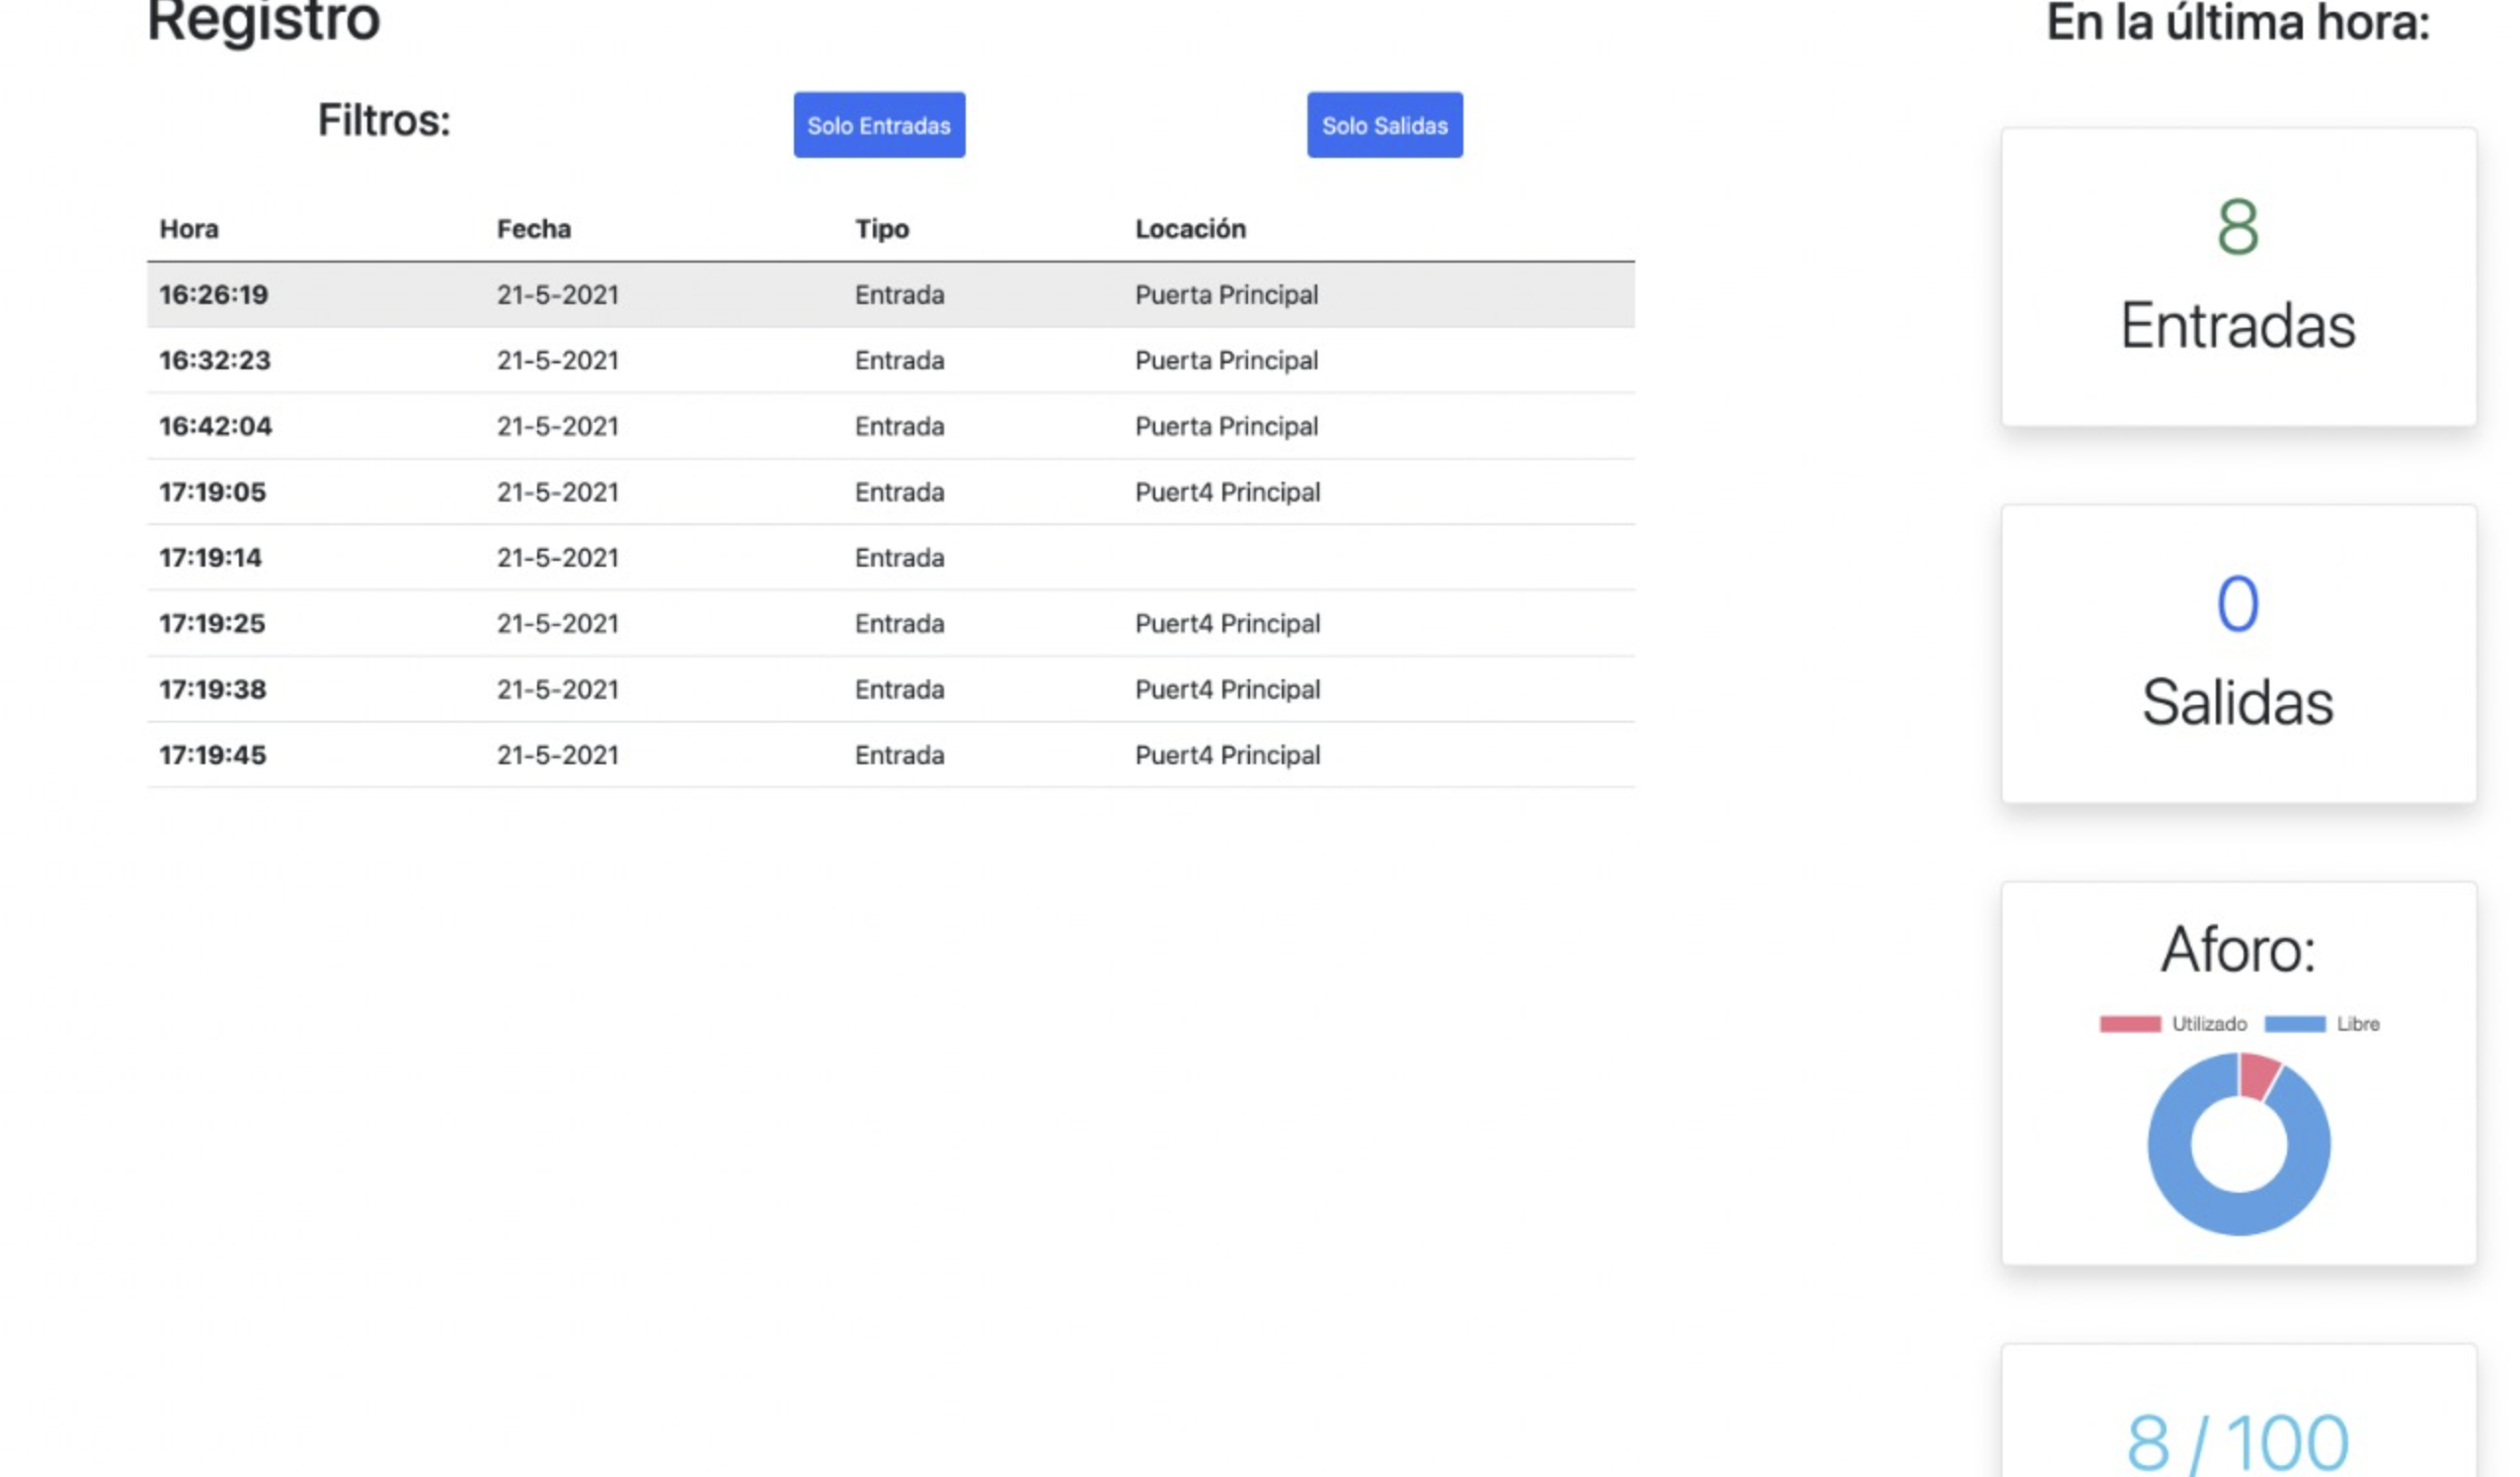 Registro
Filtros:
Solo Entradas
Solo Salidas
Hora Fecha Tipo Locación
16:26:19 21-5-2021 Entrada Puerta Principal
16:32:23 21-5-2021 Entrada Puerta Principal
16:42:04 21-5-2021 Entrada Puerta Principal
17:19:05 21-5-2021 Entrada Puert4 Principal
17:19:14 21-5-2021 Entrada
17:19:25 21-5-2021 Entrada Puert4 Principal
17:19:38 21-5-2021 Entrada Puert4 Principal
17:19:45 21-5-2021 Entrada Puert4 Principal
En la última hora:
8
Entradas
0
Salidas
Aforo:
Utilizado Libre
8 / 100